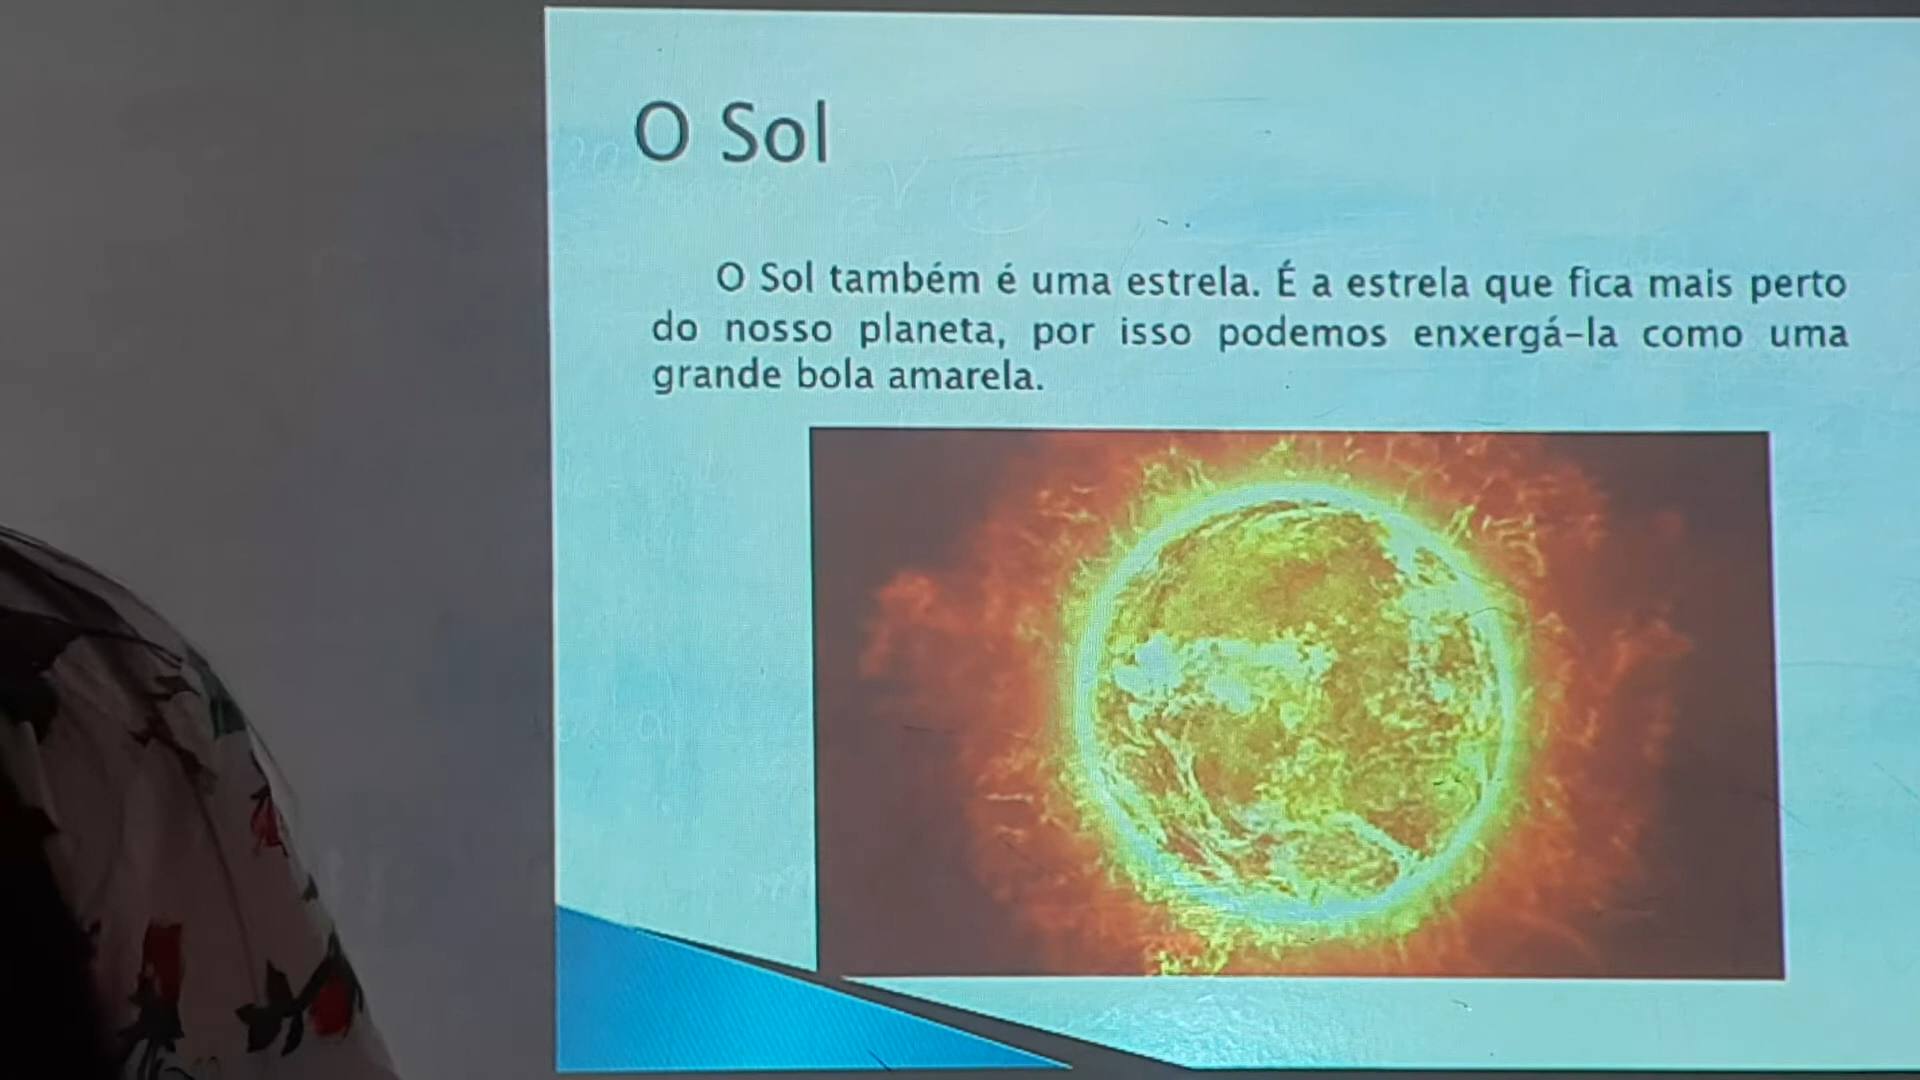 O Sol
O Sol também é uma estrela. É a estrela que fica mais perto
do nosso planeta, por isso podemos enxergá-la como uma
grande bola amarela.